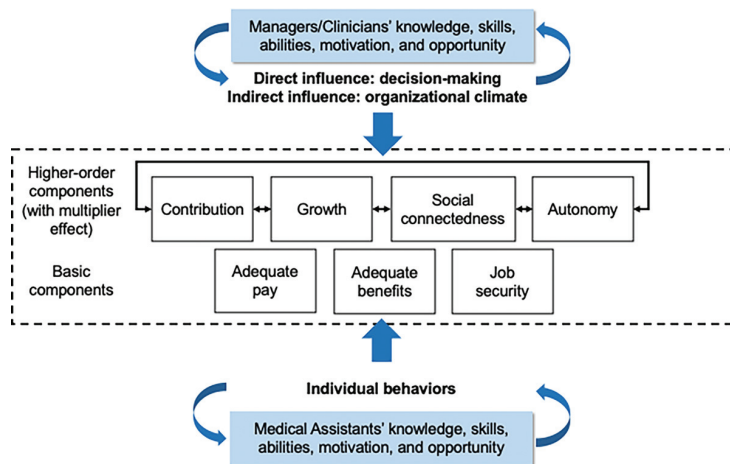 Managers/Clinicians' knowledge, skills,
abilities, motivation, and opportunity
Direct influence: decision-making
Indirect influence: organizational climate
Higher-order
components
(with multiplier
effect)
Contribution
Growth
Social
connectedness
Autonomy
Basic
components
Adequate
pay
Adequate
benefits
Job
security
Individual behaviors
Medical Assistants' knowledge, skills,
abilities, motivation, and opportunity